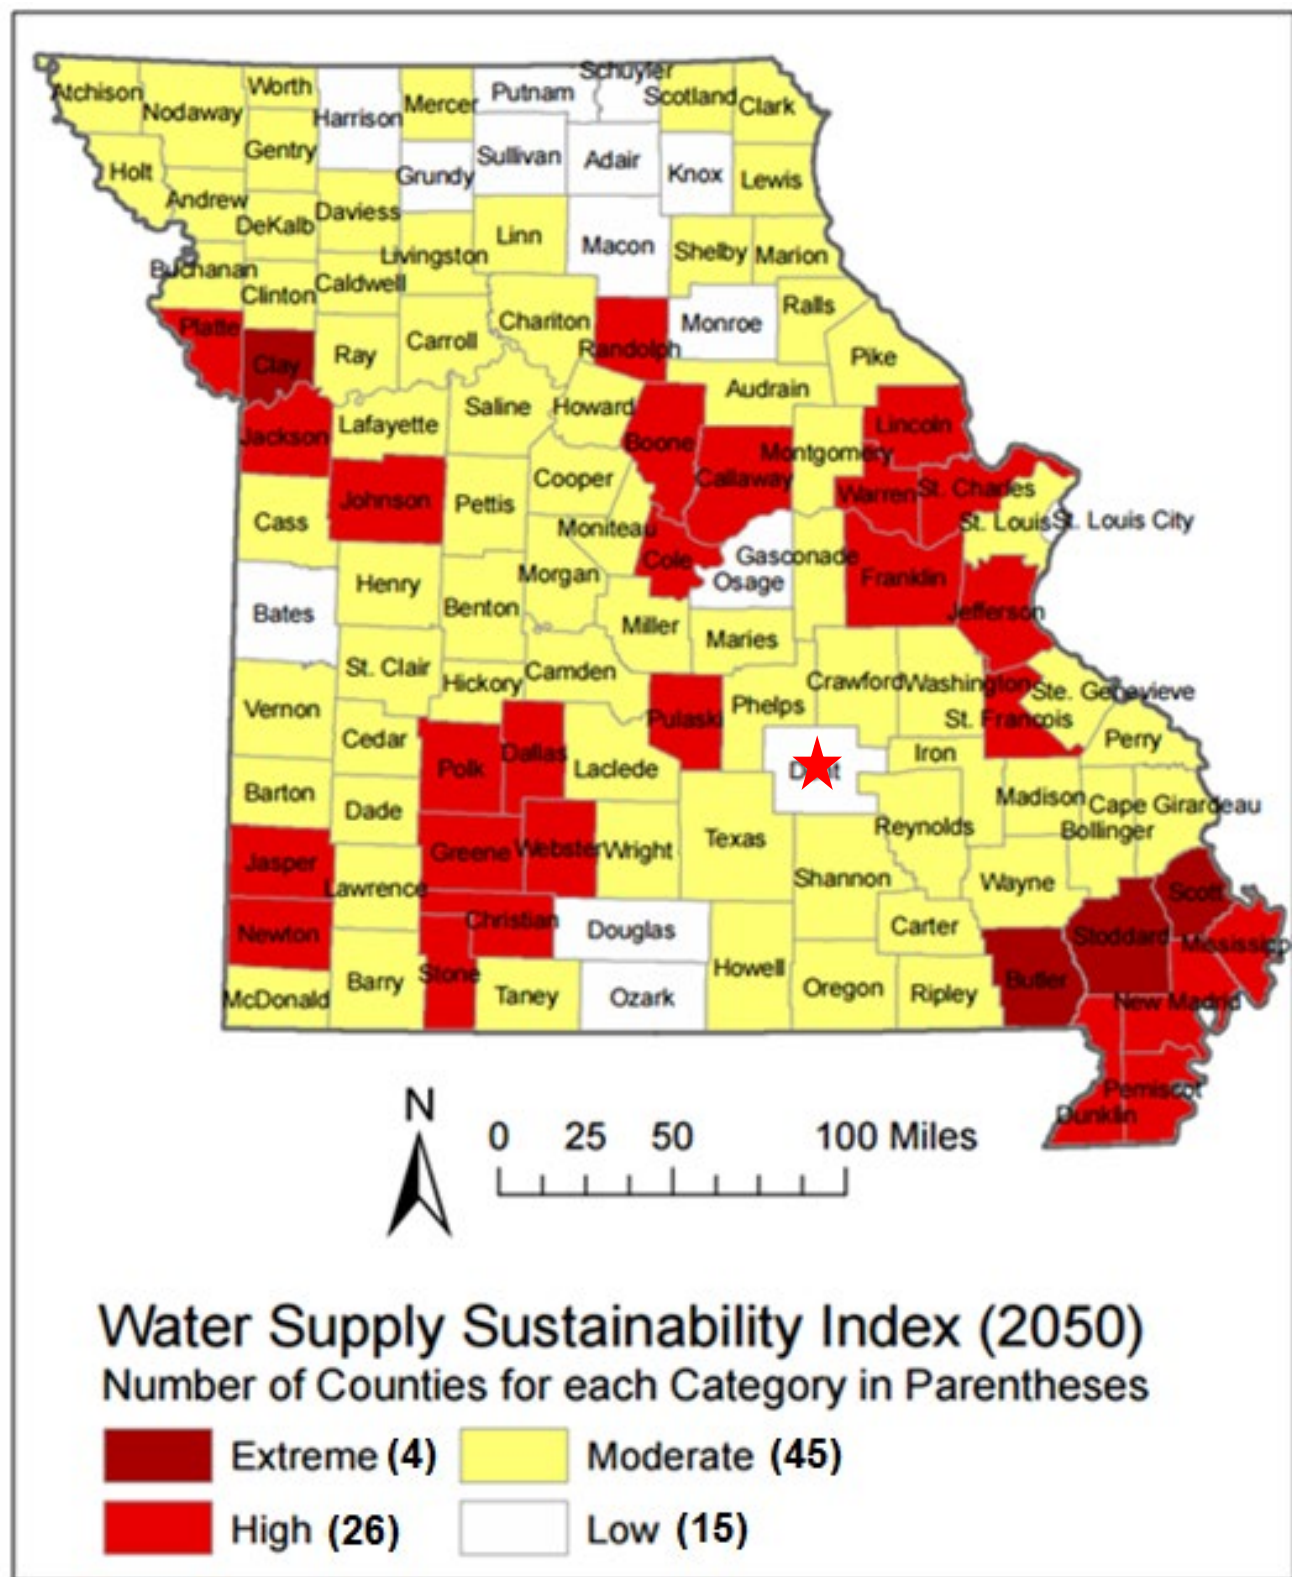 Schuyler
Atchison Nodaway Worth Harrison Mercer Putnam Scotland Clark
Holt Gentry Grundy Sullivan Adair Knox Lewis
Andrew DeKalb Daviess Livingston Linn Macon Shelby Marion
Buchanan Clinton Caldwell Chariton Randolph Monroe Ralls
Platte Clay Ray Carroll Audrain Pike
Jackson Lafayette Saline Howard Boone Callaway Montgomery Lincoln
Johnson Pettis Cooper Warren St. Charles
Cass Moniteau Cole Gasconade St. Louis St. Louis City
Bates Henry Benton Morgan Osage Franklin Jefferson
St. Clair Hickory Camden Miller Maries Crawford Washington Ste. Genevieve
Vernon Cedar Pulaski Phelps St. Francois Perry
Barton Dade Polk Dallas Laclede Iron Madison Cape Girardeau
Jasper Lawrence Greene Webster Wright Texas Shannon Reynolds Bollinger
Newton Christian Douglas Carter Wayne Scott
McDonald Barry Stone Taney Ozark Howell Oregon Ripley Butler Stoddard Mississipp
New Madrid
Pemiscot
Dunklin
N
0 25 50 100 Miles
Water Supply Sustainability Index (2050)
Number of Counties for each Category in Parentheses
Extreme (4) Moderate (45)
High (26) Low (15)